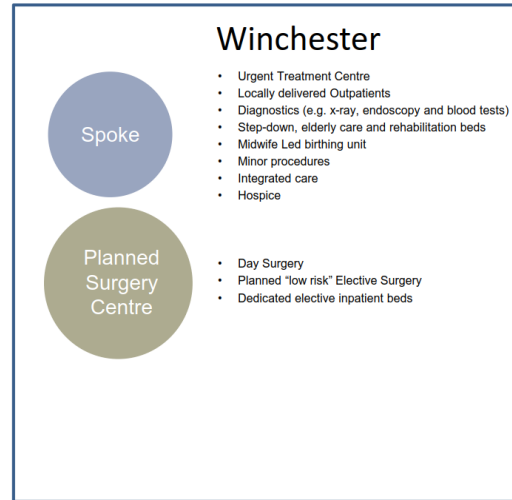 Winchester
Spoke
• Urgent Treatment Centre
• Locally delivered Outpatients
• Diagnostics (e.g. x-ray, endoscopy and blood tests)
• Step-down, elderly care and rehabilitation beds
• Midwife Led birthing unit
• Minor procedures
• Integrated care
• Hospice
Planned
Surgery
Centre
• Day Surgery
• Planned “low risk” Elective Surgery
• Dedicated elective inpatient beds